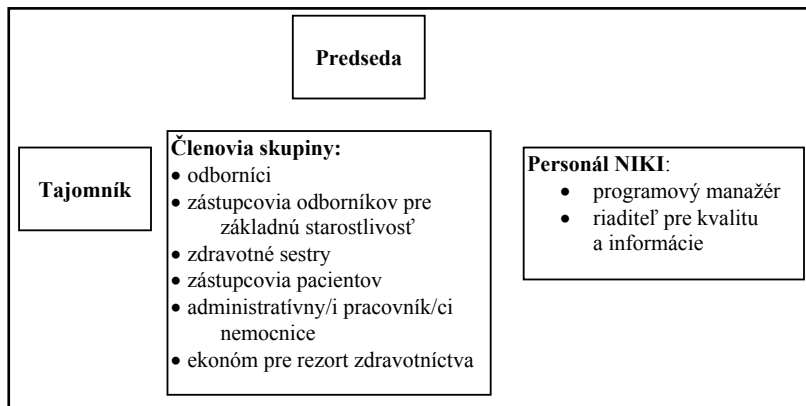 Predseda
Tajomník
Členovia skupiny:
• odborníci
• zástupcovia odborníkov pre
základnú starostlivosť
• zdravotné sestry
• zástupcovia pacientov
• administratívny/i pracovník/ci
nemocnice
• ekonóm pre rezort zdravotníctva
Personál NIKI:
• programový manažér
• riaditeľ pre kvalitu
a informácie